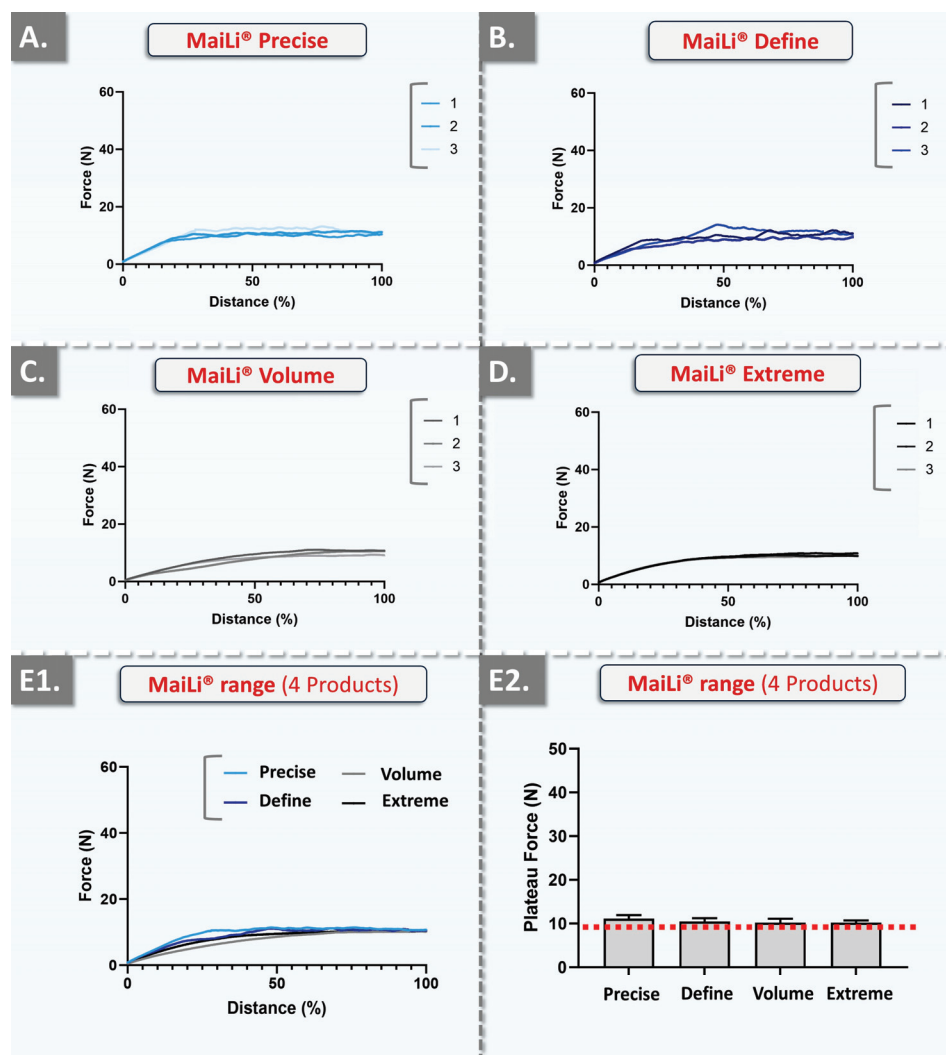 A.
MaiLi® Precise
60
40
20
0
Force (N)
0
50
100
Distance (%)
1
2
3
B.
MaiLi® Define
60
40
20
0
Force (N)
0
50
100
Distance (%)
1
2
3
C.
MaiLi® Volume
60
40
20
0
Force (N)
0
50
100
Distance (%)
1
2
3
D.
MaiLi® Extreme
60
40
20
0
Force (N)
0
50
100
Distance (%)
1
2
3
E1.
MaiLi® range (4 Products)
Precise
Volume
Define
Extreme
60
40
20
0
Force (N)
0
50
100
Distance (%)
E2.
MaiLi® range (4 Products)
50
40
30
20
10
0
Plateau Force (N)
Precise
Define
Volume
Extreme